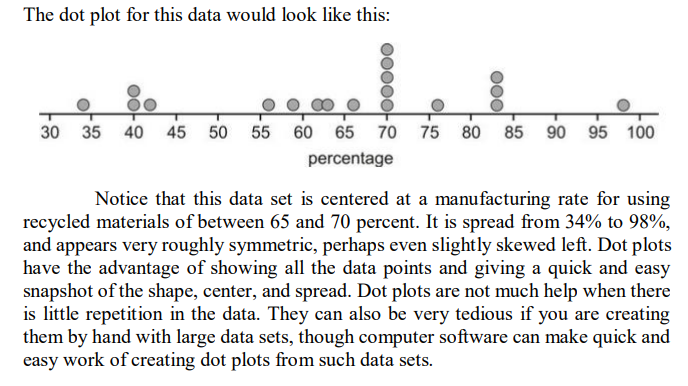 The dot plot for this data would look like this:
30 35 40 45 50 55 60 65 70 75 80 85 90 95 100
percentage
Notice that this data set is centered at a manufacturing rate for using
recycled materials of between 65 and 70 percent. It is spread from 34% to 98%,
and appears very roughly symmetric, perhaps even slightly skewed left. Dot plots
have the advantage of showing all the data points and giving a quick and easy
snapshot of the shape, center, and spread. Dot plots are not much help when there
is little repetition in the data. They can also be very tedious if you are creating
them by hand with large data sets, though computer software can make quick and
easy work of creating dot plots from such data sets.